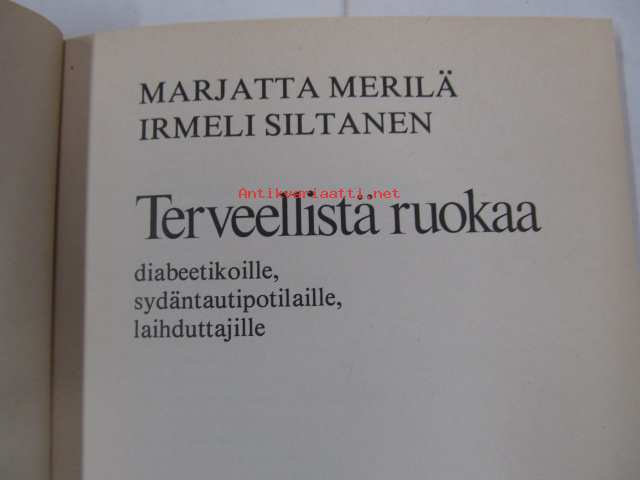 MARJATTA MERILÄ
IRMELI SILTANEN
Antikvariaatti.net
Terveellistä ruokaa
diabeetikoille,
sydäntautipotilaille,
laihduttajille